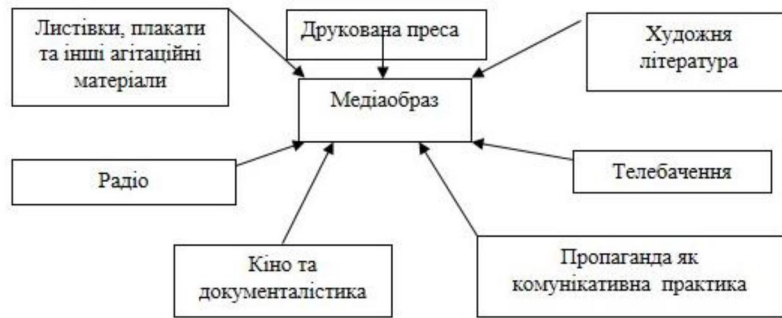 Листівки, плакати
та інші агітаційні
матеріали
Друкована преса
Художня
література
Медіаобраз
Радіо
Телебачення
Кіно та
документалістика
Пропаганда як
комунікативна практика